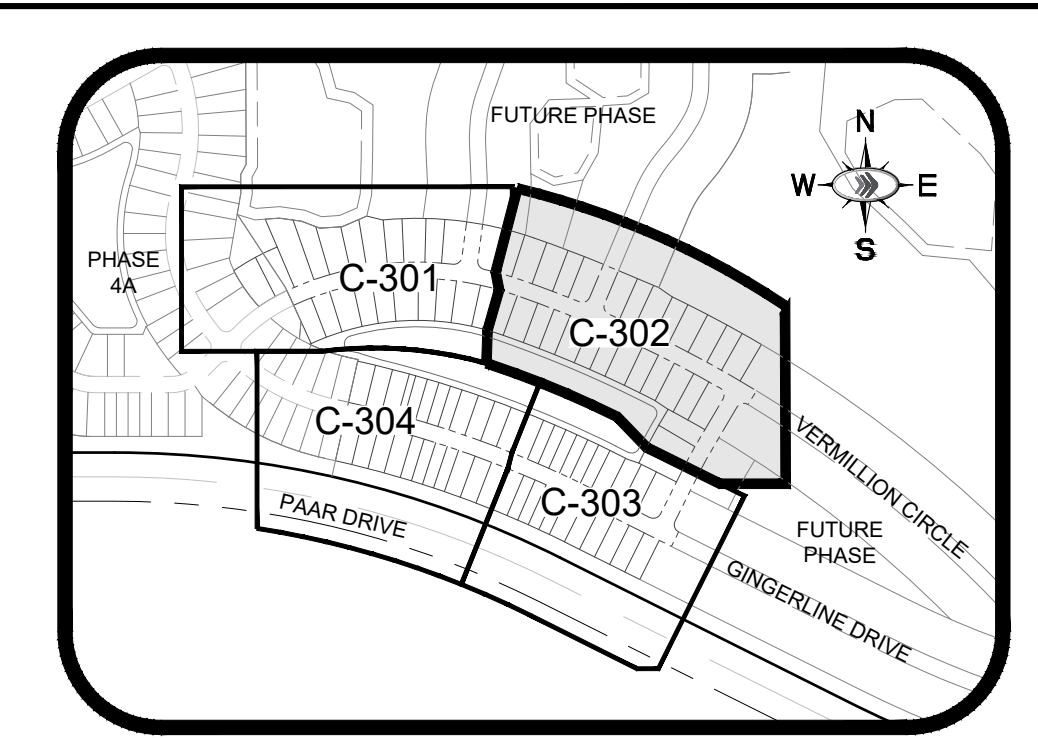 FUTURE PHASE
N
W
E
S
PHASE
4A
C-301
C-302
C-304
C-303
PAAR DRIVE
VERMILLION CIRCLE
FUTURE
PHASE
GINGERLINE DRIVE